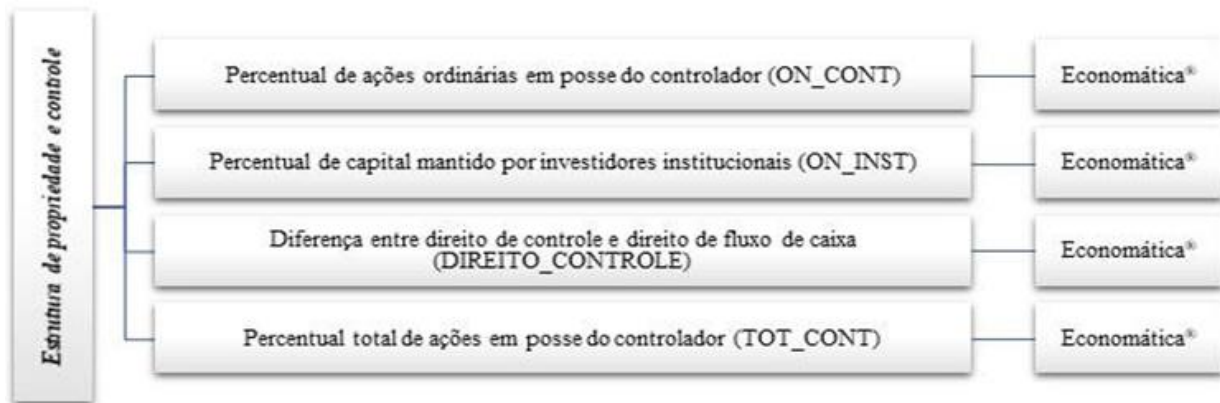 Estrutura de propriedade e controle
Percentual de ações ordinárias em posse do controlador (ON_CONT)
Economática®
Percentual de capital mantido por investidores institucionais (ON_INST)
Economática®
Diferença entre direito de controle e direito de fluxo de caixa
(DIREITO_CONTROLE)
Economática®
Percentual total de ações em posse do controlador (TOT_CONT)
Economática®